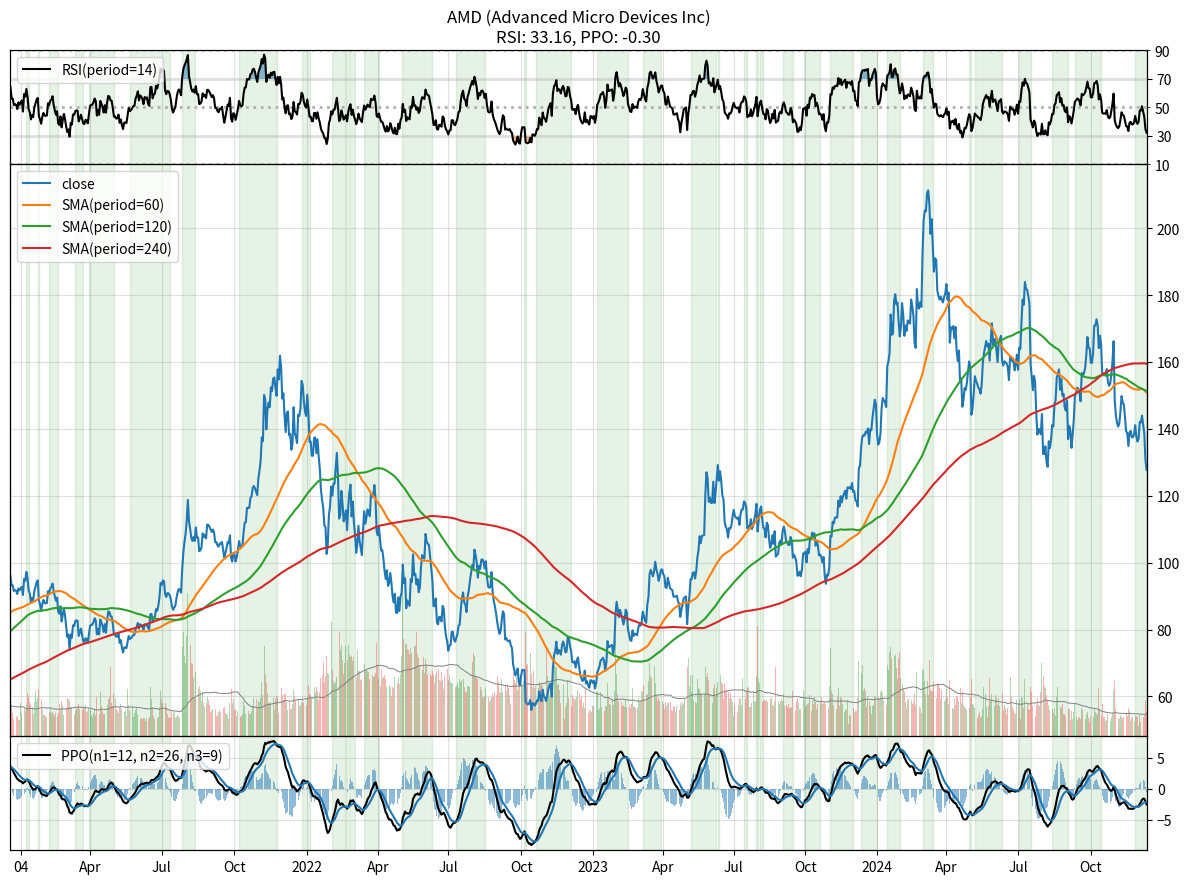 AMD (Advanced Micro Devices Inc)
RSI: 33.16, PPO: -0.30
RSI(period=14)
90
70
50
30
10
close
SMA(period=60)
SMA(period=120)
SMA(period=240)
200
180
160
140
120
100
80
60
PPO(n1=12, n2=26, n3=9)
5
0
−5
04 Apr Jul Oct 2022 Apr Jul Oct 2023 Apr Jul Oct 2024 Apr Jul Oct